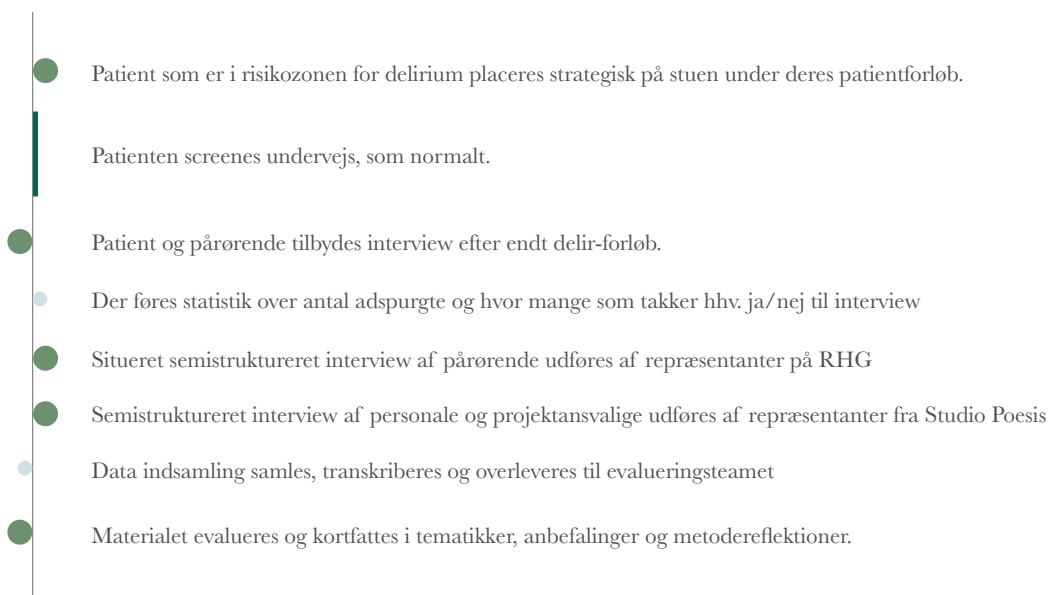 Patient som er i risikozonen for delirium placeres strategisk på stuen under deres patientforløb.
Patienten screenes undervejs, som normalt.
Patient og pårørende tilbydes interview efter endt delir-forløb.
Der føres statistik over antal adspurgte og hvor mange som takker hhv. ja/nej til interview
Situeret semistruktureret interview af pårørende udføres af repræsentanter på RHG
Semistruktureret interview af personale og projektansvalige udføres af repræsentanter fra Studio Poesis
Data indsamling samles, transkriberes og overleveres til evalueringsteamet
Materialet evalueres og kortfattes i tematikker, anbefalinger og metodereflektioner.